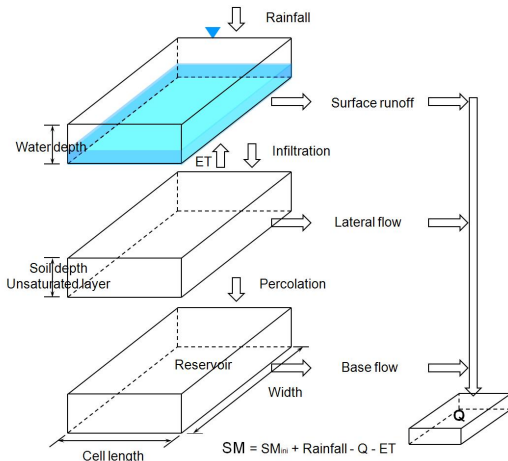 Rainfall
Surface runoff
Water depth
ET
Infiltration
Lateral flow
Soil depth
Unsaturated layer
Percolation
Reservoir
Base flow
Width
Q
Cell length
SM = SMini + Rainfall - Q - ET